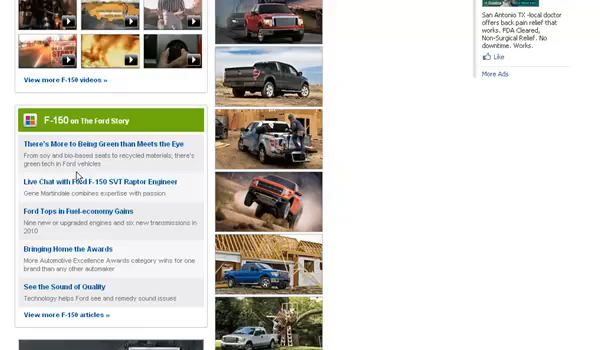 View more F-150 videos »
F-150 on The Ford Story
There's More to Being Green than Meets the Eye
From soy and bio-based seats to recycled materials; there's
green tech in Ford vehicles
Live Chat with Ford F-150 SVT Raptor Engineer
Gene Martindale combines expertise with passion
Ford Tops in Fuel-economy Gains
Nine new or upgraded engines and six new transmissions in
2010
Bringing Home the Awards
More Automotive Excellence Awards category wins for one
brand than any other automaker
See the Sound of Quality
Technology helps Ford see and remedy sound issues
View more F-150 articles »
San Antonio TX -local doctor
offers back pain relief that
works. FDA Cleared,
Non-Surgical Relief. No
downtime. Works.
Like
More Ads